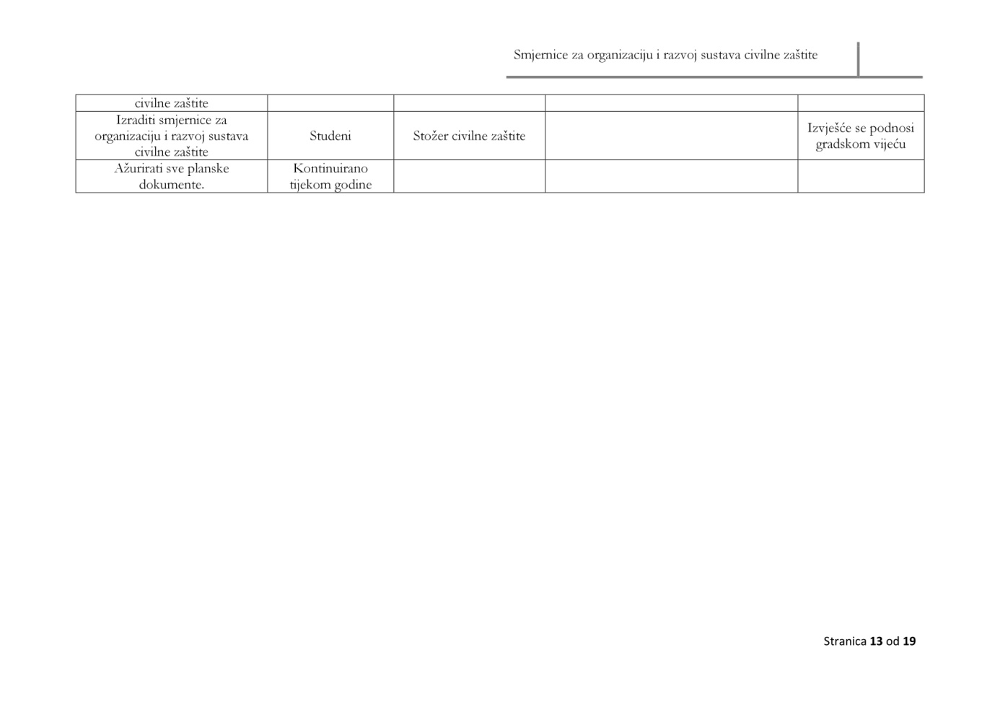 Smjernice za organizaciju i razvoj sustava civilne zaštite
civilne zaštite
Izraditi smjernice za
organizaciju i razvoj sustava
civilne zaštite
Studeni
Stožer civilne zaštite
Izvješće se podnosi
gradskom vijeću
Ažurirati sve planske
dokumente.
Kontinuirano
tijekom godine
Stranica 13 od 19